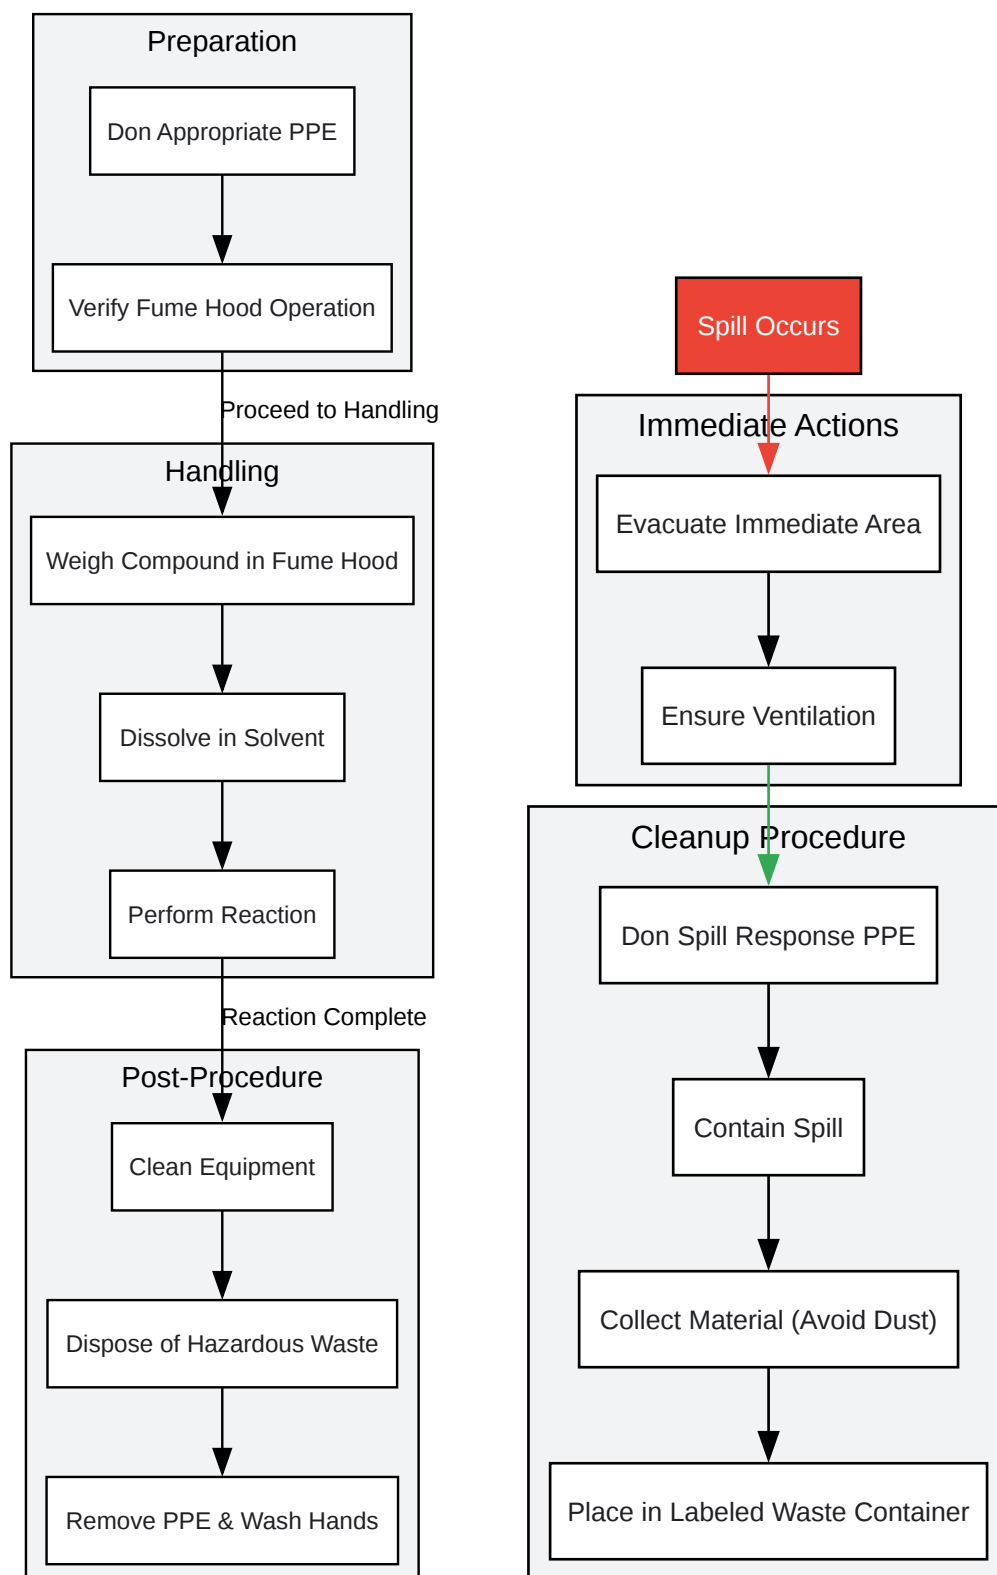 Preparation
Don Appropriate PPE
Verify Fume Hood Operation
Proceed to Handling
Handling
Weigh Compound in Fume Hood
Dissolve in Solvent
Perform Reaction
Reaction Complete
Post-Procedure
Clean Equipment
Dispose of Hazardous Waste
Remove PPE & Wash Hands
Spill Occurs
Immediate Actions
Evacuate Immediate Area
Ensure Ventilation
Cleanup Procedure
Don Spill Response PPE
Contain Spill
Collect Material (Avoid Dust)
Place in Labeled Waste Container